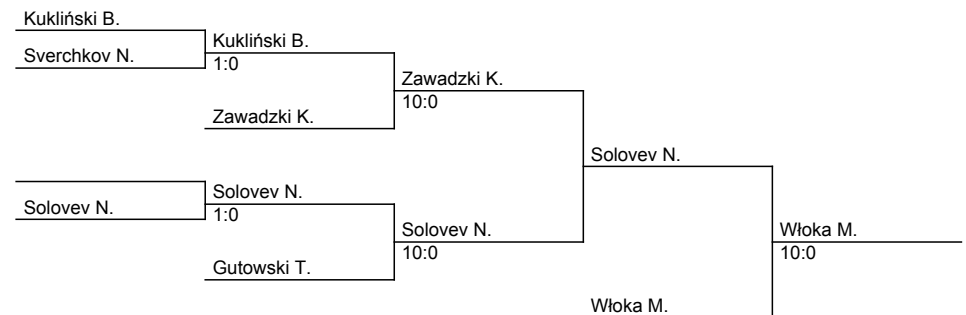 Kukliński B.
Kukliński B.
Sverchkov N.
1:0
Zawadzki K.
10:0
Zawadzki K.
Solovev N.
Solovev N.
Solovev N.
1:0
Solovev N.
Włoka M.
10:0
10:0
Gutowski T.
Włoka M.